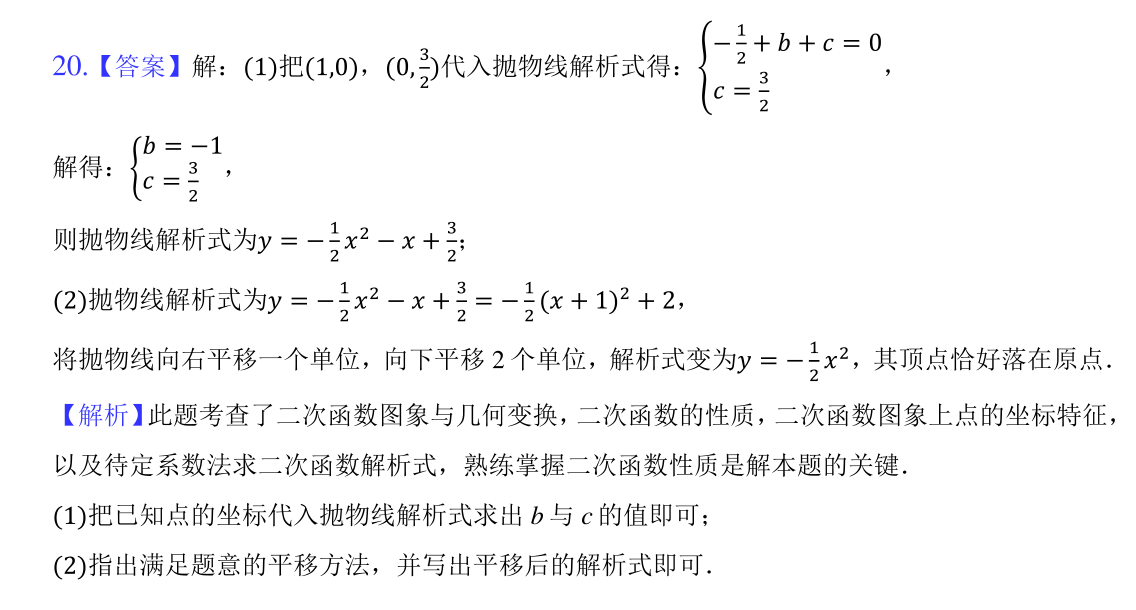 20.【答案】解：(1)把(1,0)，(0,3/2)代入抛物线解析式得：{−1/2+b+c=0 c=3/2，
解得：{b=−1 c=3/2，
则抛物线解析式为y=−1/2x²−x+3/2；
(2)抛物线解析式为y=−1/2x²−x+3/2=−1/2(x+1)²+2，
将抛物线向右平移一个单位，向下平移 2 个单位，解析式变为y=−1/2x²，其顶点恰好落在原点．
【解析】此题考查了二次函数图象与几何变换，二次函数的性质，二次函数图象上点的坐标特征，
以及待定系数法求二次函数解析式，熟练掌握二次函数性质是解本题的关键．
(1)把已知点的坐标代入抛物线解析式求出 b 与 c 的值即可；
(2)指出满足题意的平移方法，并写出平移后的解析式即可．